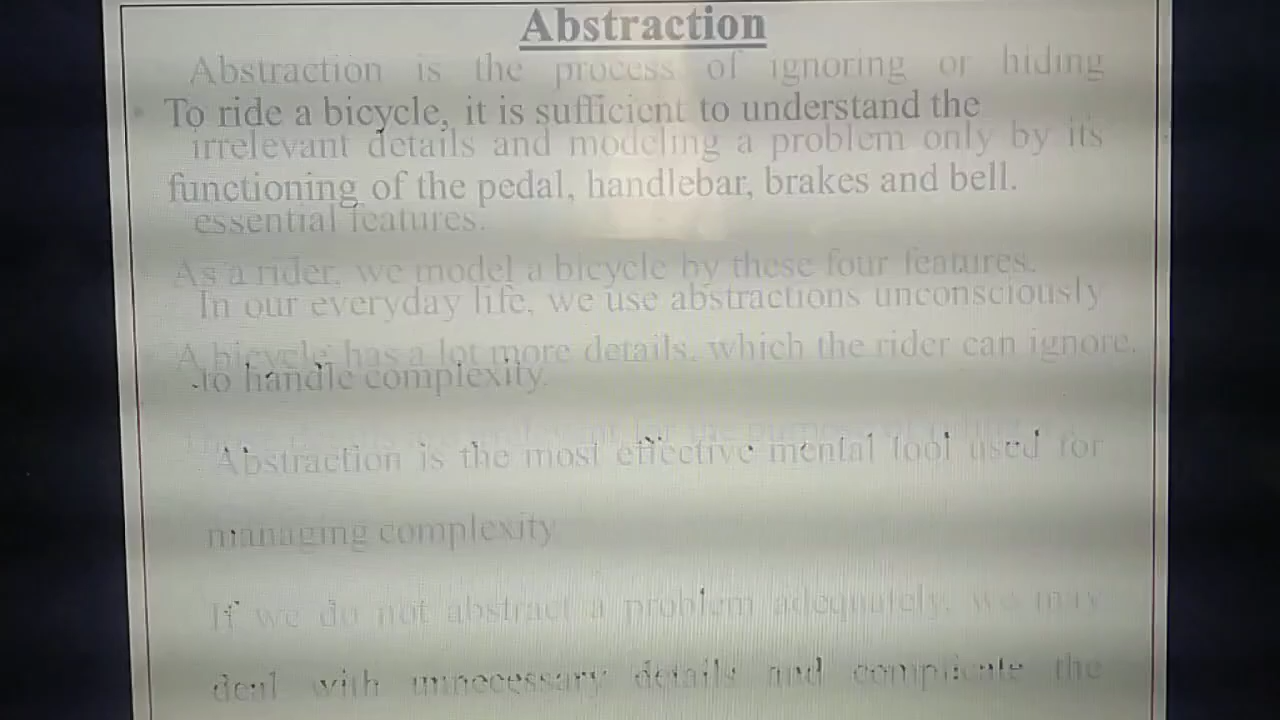 Abstraction
Abstraction is the process of ignoring or hiding
• To ride a bicycle, it is sufficient to understand the
irrelevant details and modeling a problem only by its
functioning of the pedal, handlebar, brakes and bell.
essential features.
As a rider, we model a bicycle by these four features.
In our everyday life, we use abstractions unconsciously
A bicycle has a lot more details, which the rider can ignore.
to handle complexity.
Abstraction is the most effective mental tool used for
managing complexity
If we do not abstract a problem adequately, we may
deal with unnecessary details and complicate the